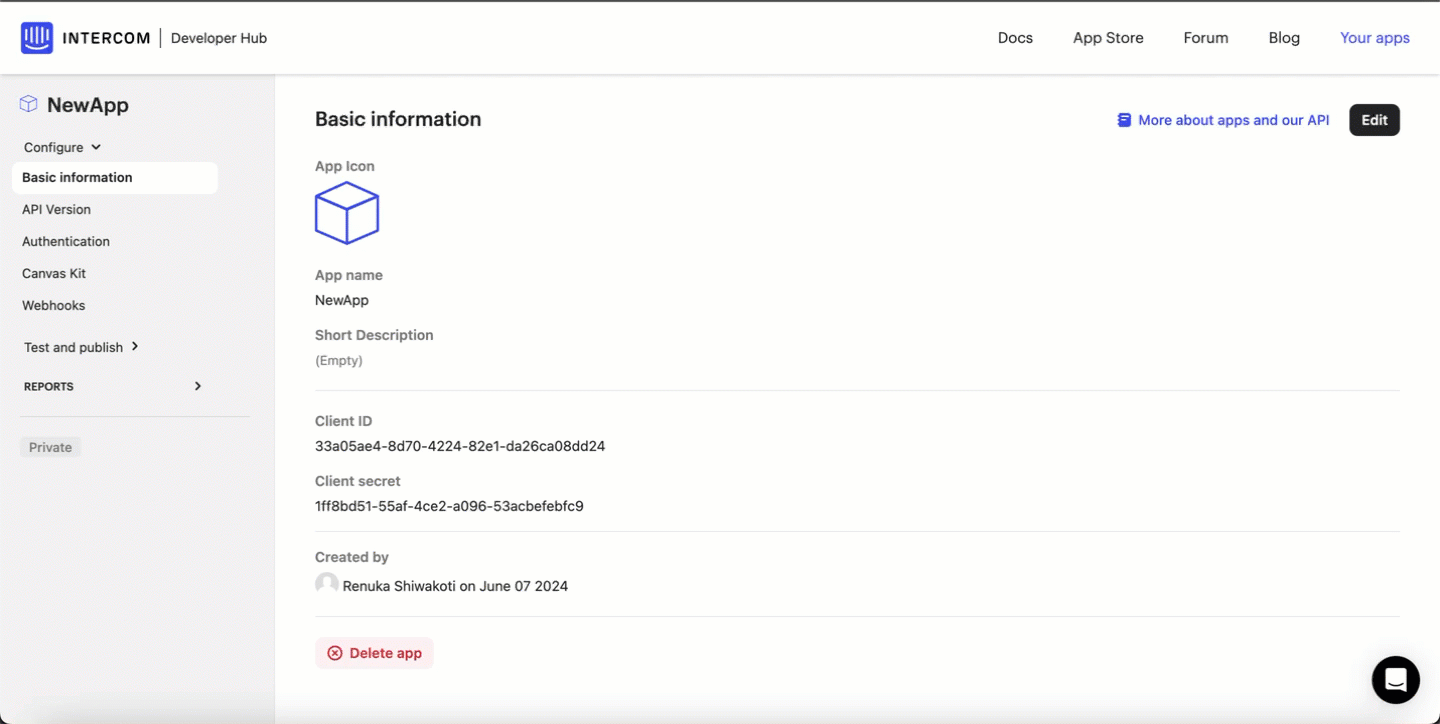 INTERCOM | Developer Hub
Docs
App Store
Forum
Blog
Your apps
NewApp
Configure
Basic information
API Version
Authentication
Canvas Kit
Webhooks
Test and publish
REPORTS
Private
Basic information
More about apps and our API
Edit
App Icon
App name
NewApp
Short Description
(Empty)
Client ID
33a05ae4-8d70-4224-82e1-da26ca08dd24
Client secret
1ff8bd51-55af-4ce2-a096-53acbefebfc9
Created by
Renuka Shiwakoti on June 07 2024
Delete app